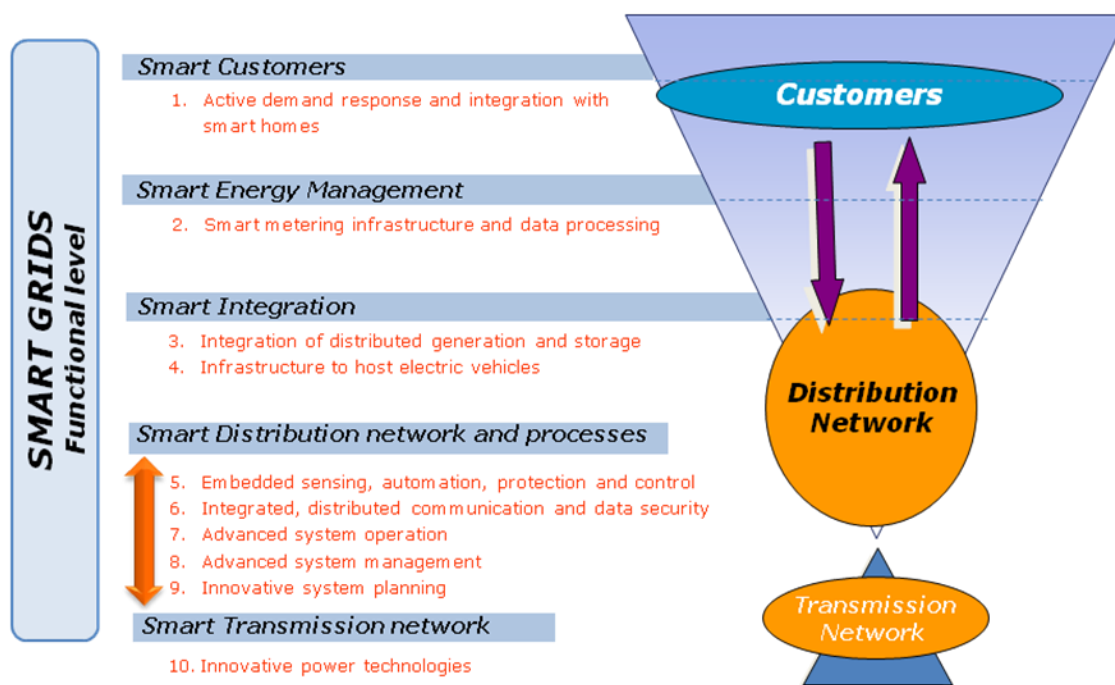 SMART GRIDS
Functional level
Smart Customers
1. Active demand response and integration with
smart homes
Smart Energy Management
2. Smart metering infrastructure and data processing
Smart Integration
3. Integration of distributed generation and storage
4. Infrastructure to host electric vehicles
Smart Distribution network and processes
5. Embedded sensing, automation, protection and control
6. Integrated, distributed communication and data security
7. Advanced system operation
8. Advanced system management
9. Innovative system planning
Smart Transmission network
10. Innovative power technologies
Customers
Distribution
Network
Transmission
Network